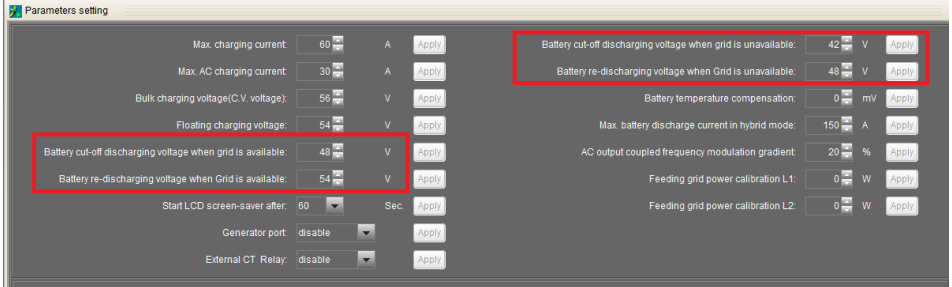 Parameters setting
Max. charging current: 60 A Apply
Max. AC charging current: 30 A Apply
Bulk charging voltage(C.V. voltage): 56 V Apply
Floating charging voltage: 54 V Apply
Battery cut-off discharging voltage when grid is available: 48 V Apply
Battery re-discharging voltage when Grid is available: 54 V Apply
Start LCD screen-saver after: 60 Sec. Apply
Generator port: disable Apply
External CT Relay: disable Apply
Battery cut-off discharging voltage when grid is unavailable: 42 V Apply
Battery re-discharging voltage when Grid is unavailable: 48 V Apply
Battery temperature compensation: 0 mV Apply
Max. battery discharge current in hybrid mode: 150 A Apply
AC output coupled frequency modulation gradient: 20 % Apply
Feeding grid power calibration L1: 0 W Apply
Feeding grid power calibration L2: 0 W Apply